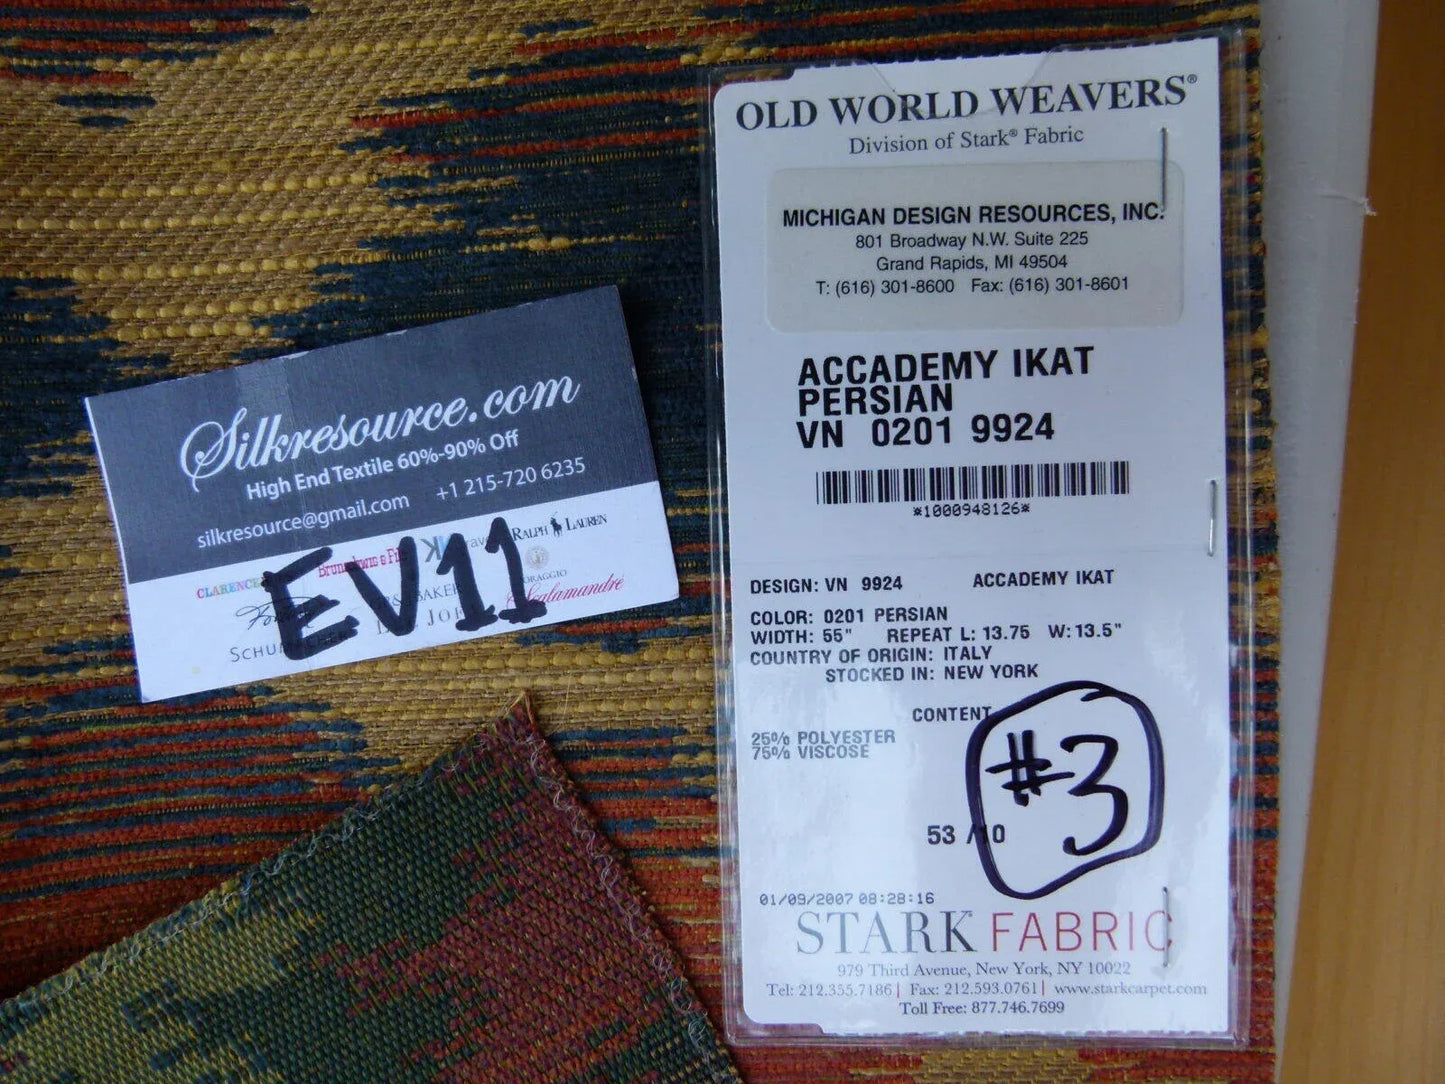 OLD WORLD WEAVERS®
Division of Stark® Fabric
MICHIGAN DESIGN RESOURCES, INC.
801 Broadway N.W. Suite 225
Grand Rapids, MI 49504
T: (616) 301-8600 Fax: (616) 301-8601
ACCADEMY IKAT
PERSIAN
VN 0201 9924
*1000948126*
DESIGN: VN 9924 ACCADEMY IKAT
COLOR: 0201 PERSIAN
WIDTH: 55" REPEAT L: 13.75 W: 13.5"
COUNTRY OF ORIGIN: ITALY
STOCKED IN: NEW YORK
CONTENT
25% POLYESTER
75% VISCOSE
#3
53 /10
01/09/2007 08:28:16
STARK FABRIC
979 Third Avenue, New York, NY 10022
Tel: 212.355.7186 | Fax: 212.593.0761 | www.starkcarpet.com
Toll Free: 877.746.7699
Silkresource.com
High End Textile 60%-90% Off
silkresource@gmail.com +1 215-720 6235
RALPH LAUREN
CLARENCE
BAKER
Scalamandré
EV11